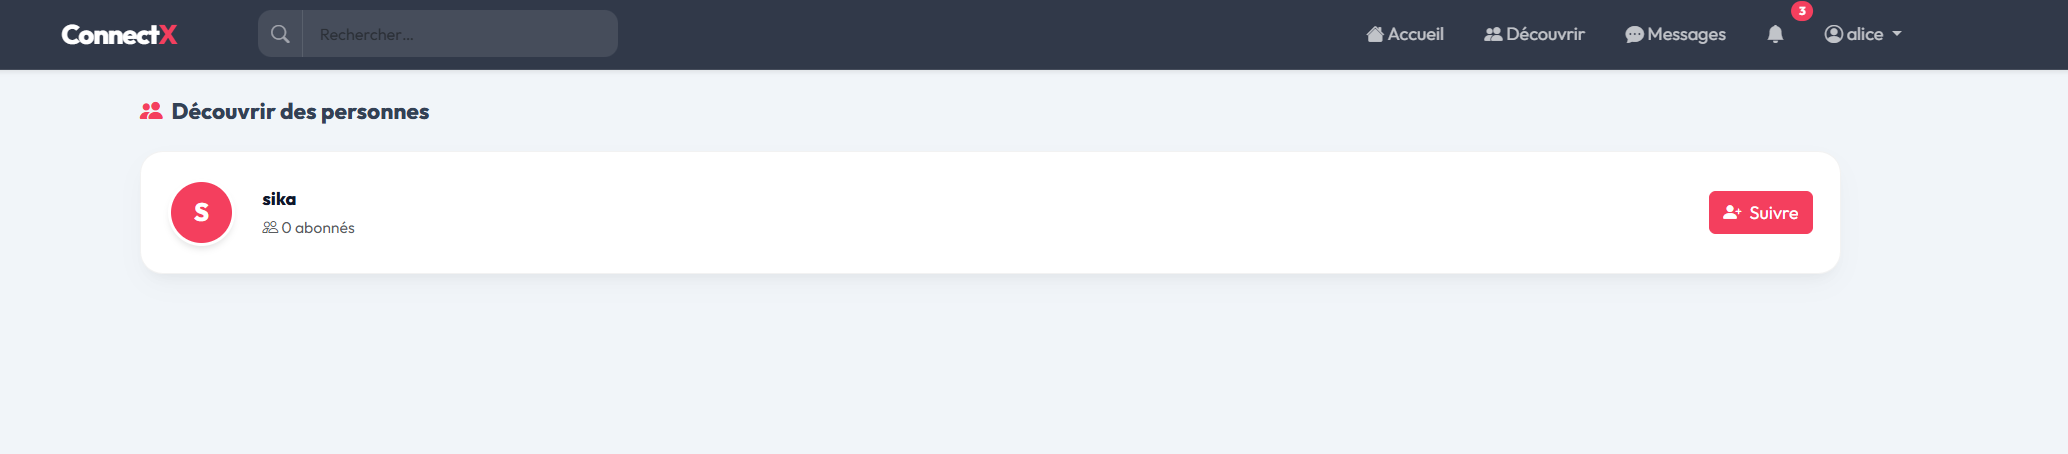 ConnectX
Rechercher...
Accueil
Découvrir
Messages
3
alice
Découvrir des personnes
S
sika
0 abonnés
Suivre